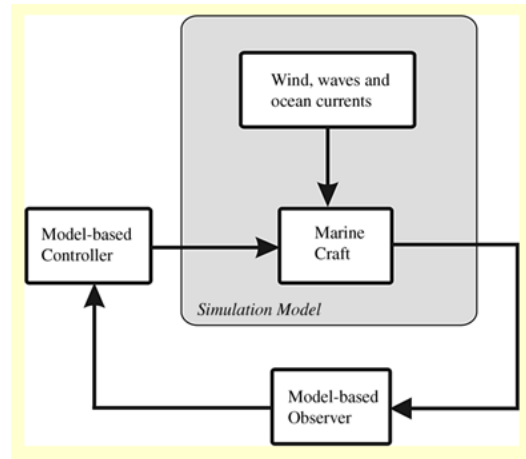 Wind, waves and
ocean currents
Model-based
Controller
Marine
Craft
Simulation Model
Model-based
Observer